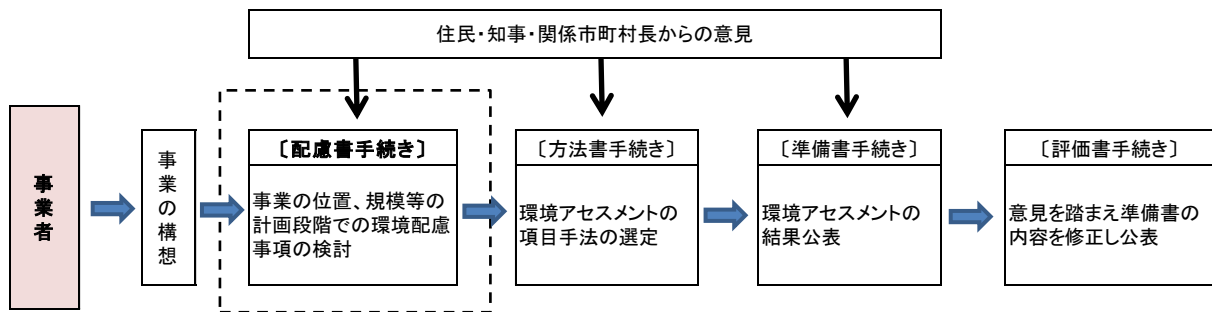 住民・知事・関係市町村長からの意見
事業者
事業の構想
〔配慮書手続き〕
事業の位置、規模等の
計画段階での環境配慮
事項の検討
〔方法書手続き〕
環境アセスメントの
項目手法の選定
〔準備書手続き〕
環境アセスメントの
結果公表
〔評価書手続き〕
意見を踏まえ準備書の
内容を修正し公表